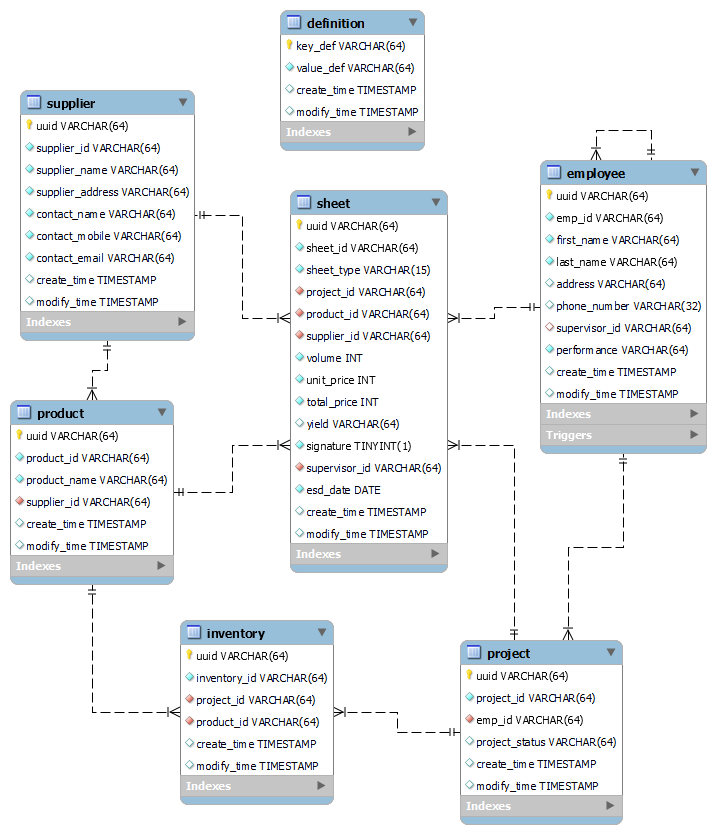 definition
key_def VARCHAR(64)
value_def VARCHAR(64)
create_time TIMESTAMP
modify_time TIMESTAMP
Indexes
supplier
uuid VARCHAR(64)
supplier_id VARCHAR(64)
supplier_name VARCHAR(64)
supplier_address VARCHAR(64)
contact_name VARCHAR(64)
contact_mobile VARCHAR(64)
contact_email VARCHAR(64)
create_time TIMESTAMP
modify_time TIMESTAMP
Indexes
sheet
uuid VARCHAR(64)
sheet_id VARCHAR(64)
sheet_type VARCHAR(15)
project_id VARCHAR(64)
product_id VARCHAR(64)
supplier_id VARCHAR(64)
volume INT
unit_price INT
total_price INT
yield VARCHAR(64)
signature TINYINT(1)
supervisor_id VARCHAR(64)
esd_date DATE
create_time TIMESTAMP
modify_time TIMESTAMP
Indexes
employee
uuid VARCHAR(64)
emp_id VARCHAR(64)
first_name VARCHAR(64)
last_name VARCHAR(64)
address VARCHAR(64)
phone_number VARCHAR(32)
supervisor_id VARCHAR(64)
performance VARCHAR(64)
create_time TIMESTAMP
modify_time TIMESTAMP
Indexes
Triggers
product
uuid VARCHAR(64)
product_id VARCHAR(64)
product_name VARCHAR(64)
supplier_id VARCHAR(64)
create_time TIMESTAMP
modify_time TIMESTAMP
Indexes
inventory
uuid VARCHAR(64)
inventory_id VARCHAR(64)
project_id VARCHAR(64)
product_id VARCHAR(64)
create_time TIMESTAMP
modify_time TIMESTAMP
Indexes
project
uuid VARCHAR(64)
project_id VARCHAR(64)
emp_id VARCHAR(64)
project_status VARCHAR(64)
create_time TIMESTAMP
modify_time TIMESTAMP
Indexes